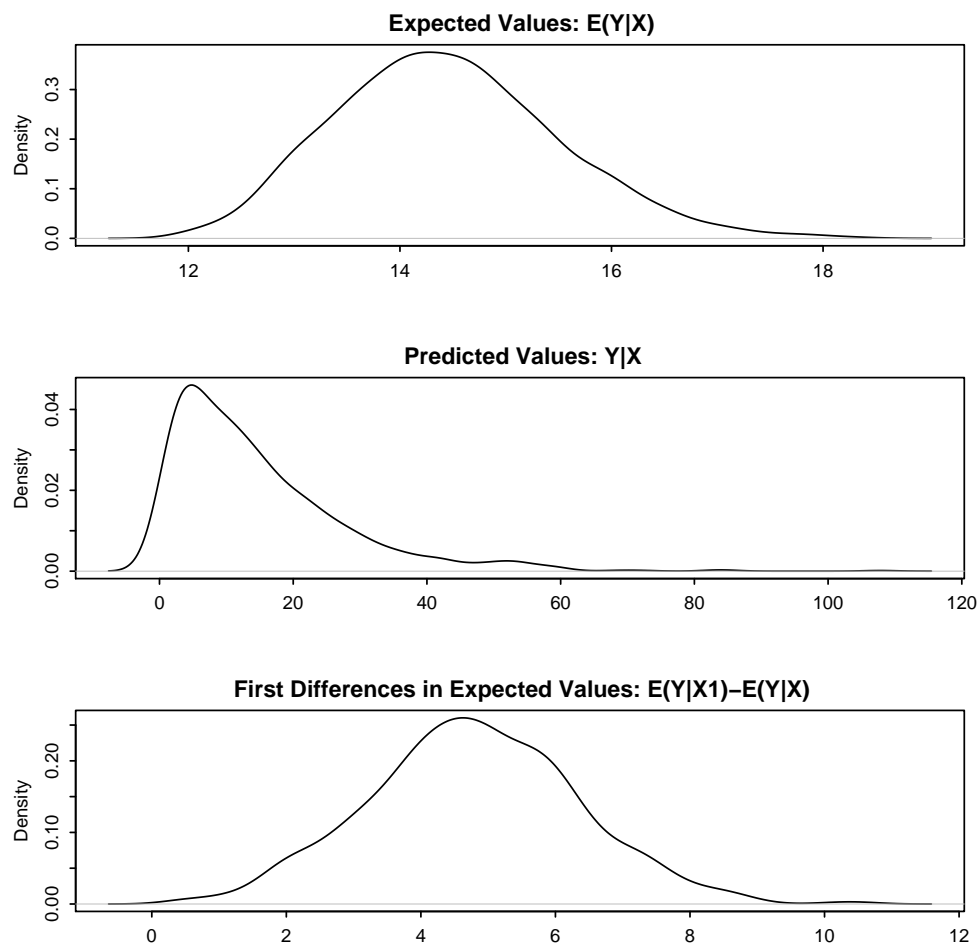 Expected Values: E(Y|X)
Density
0.0 0.1 0.2 0.3
12 14 16 18
Predicted Values: Y|X
Density
0.00 0.02 0.04
0 20 40 60 80 100 120
First Differences in Expected Values: E(Y|X1)−E(Y|X)
Density
0.00 0.10 0.20
0 2 4 6 8 10 12